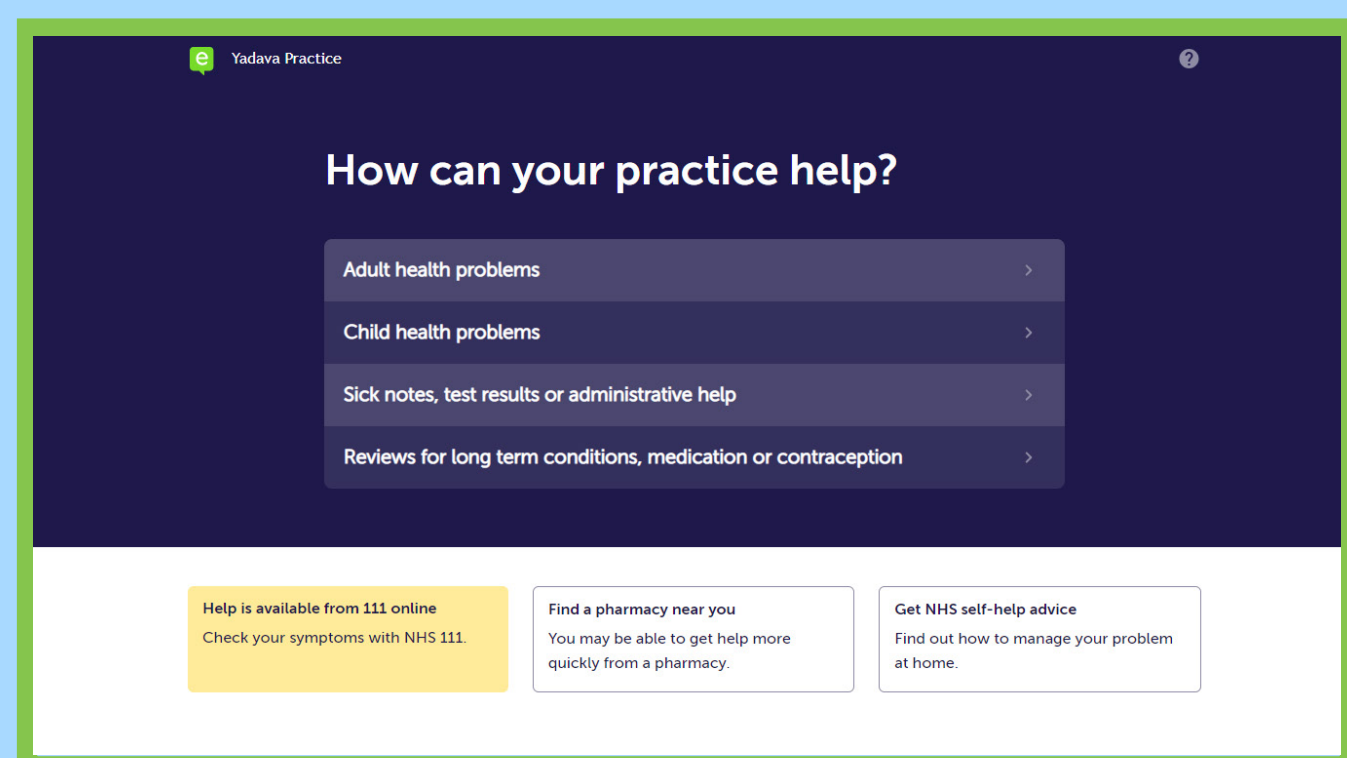 e Yadava Practice
?
How can your practice help?
Adult health problems
Child health problems
Sick notes, test results or administrative help
Reviews for long term conditions, medication or contraception
Help is available from 111 online
Check your symptoms with NHS 111.
Find a pharmacy near you
You may be able to get help more
quickly from a pharmacy.
Get NHS self-help advice
Find out how to manage your problem
at home.